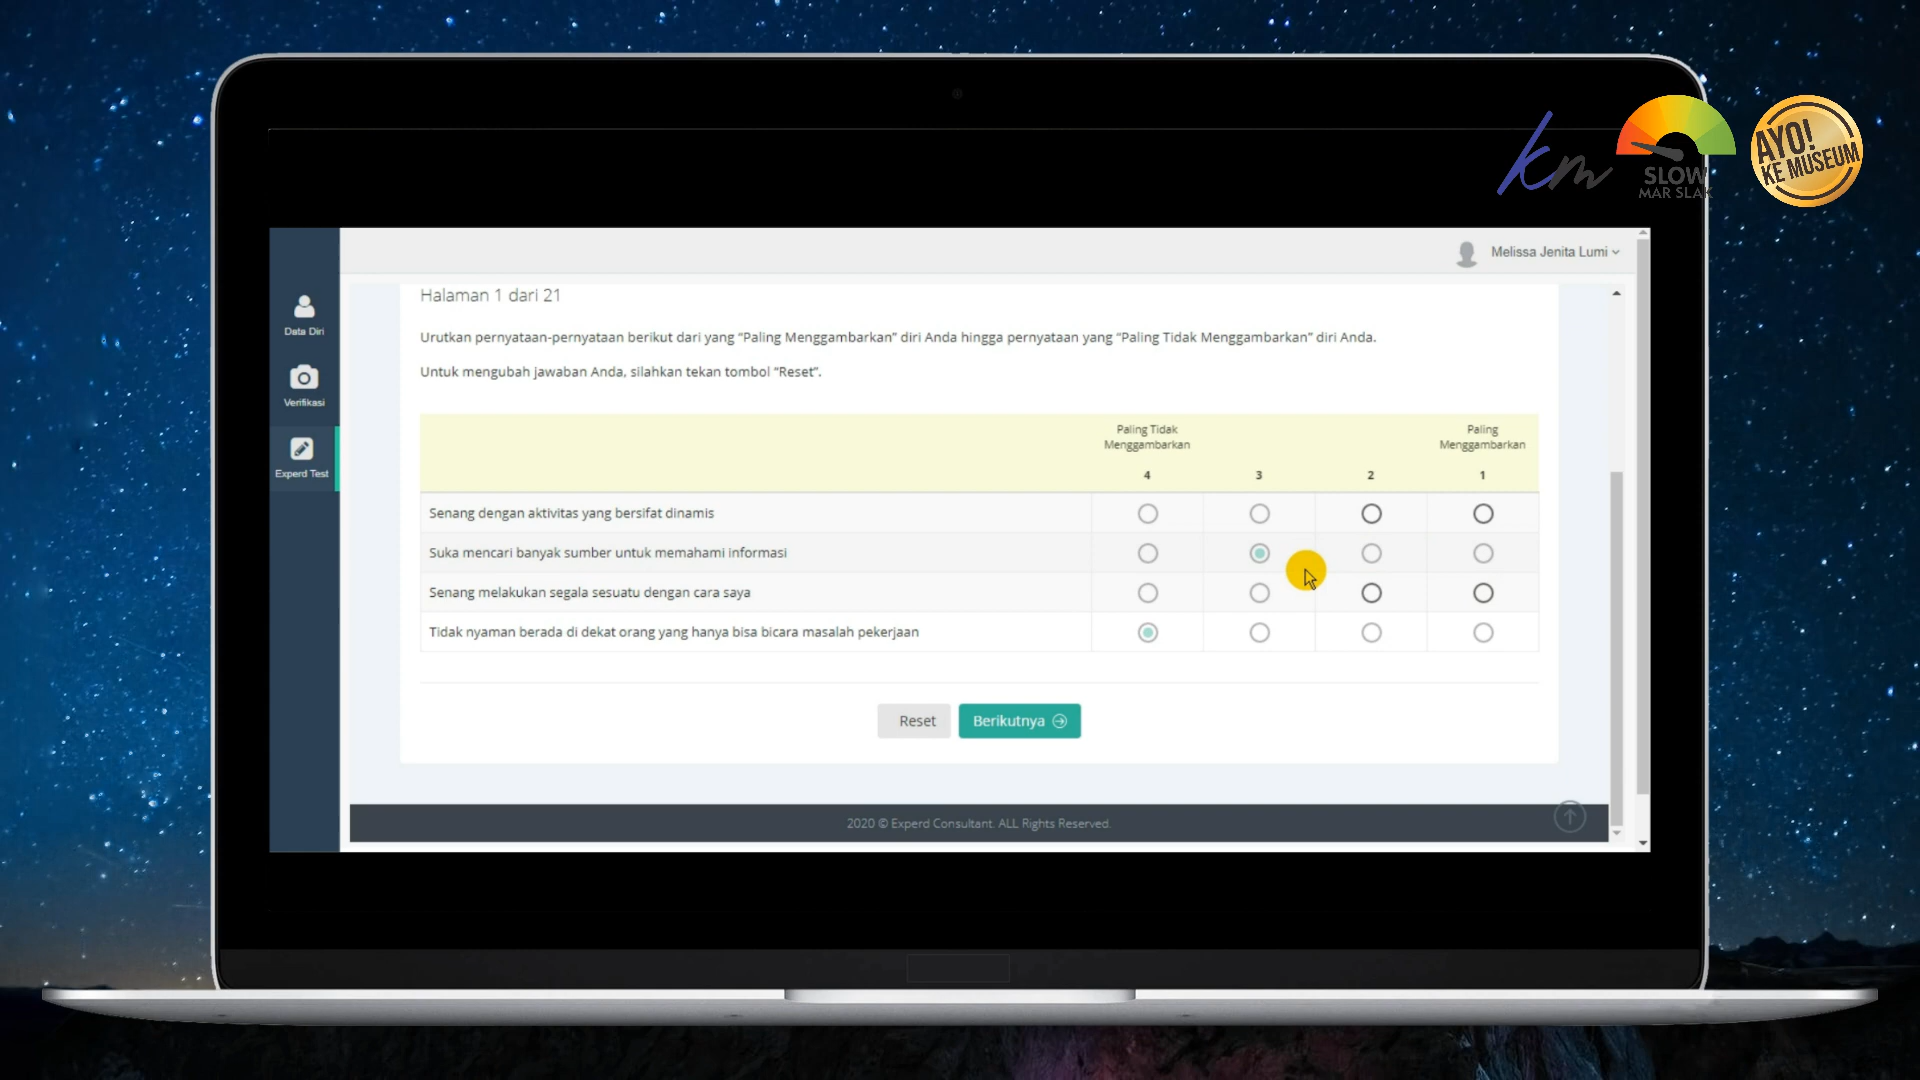 km
SLOW
MAR SLAK
AYO!
KE MUSEUM
Melissa Jenita Lumi
Data Diri
Verifikasi
Experd Test
Halaman 1 dari 21
Urutkan pernyataan-pernyataan berikut dari yang “Paling Menggambarkan” diri Anda hingga pernyataan yang “Paling Tidak Menggambarkan” diri Anda.
Untuk mengubah jawaban Anda, silahkan tekan tombol “Reset”.
Paling Tidak Menggambarkan
Paling Menggambarkan
4 3 2 1
Senang dengan aktivitas yang bersifat dinamis
Suka mencari banyak sumber untuk memahami informasi
Senang melakukan segala sesuatu dengan cara saya
Tidak nyaman berada di dekat orang yang hanya bisa bicara masalah pekerjaan
Reset
Berikutnya
2020 © Experd Consultant. ALL Rights Reserved.